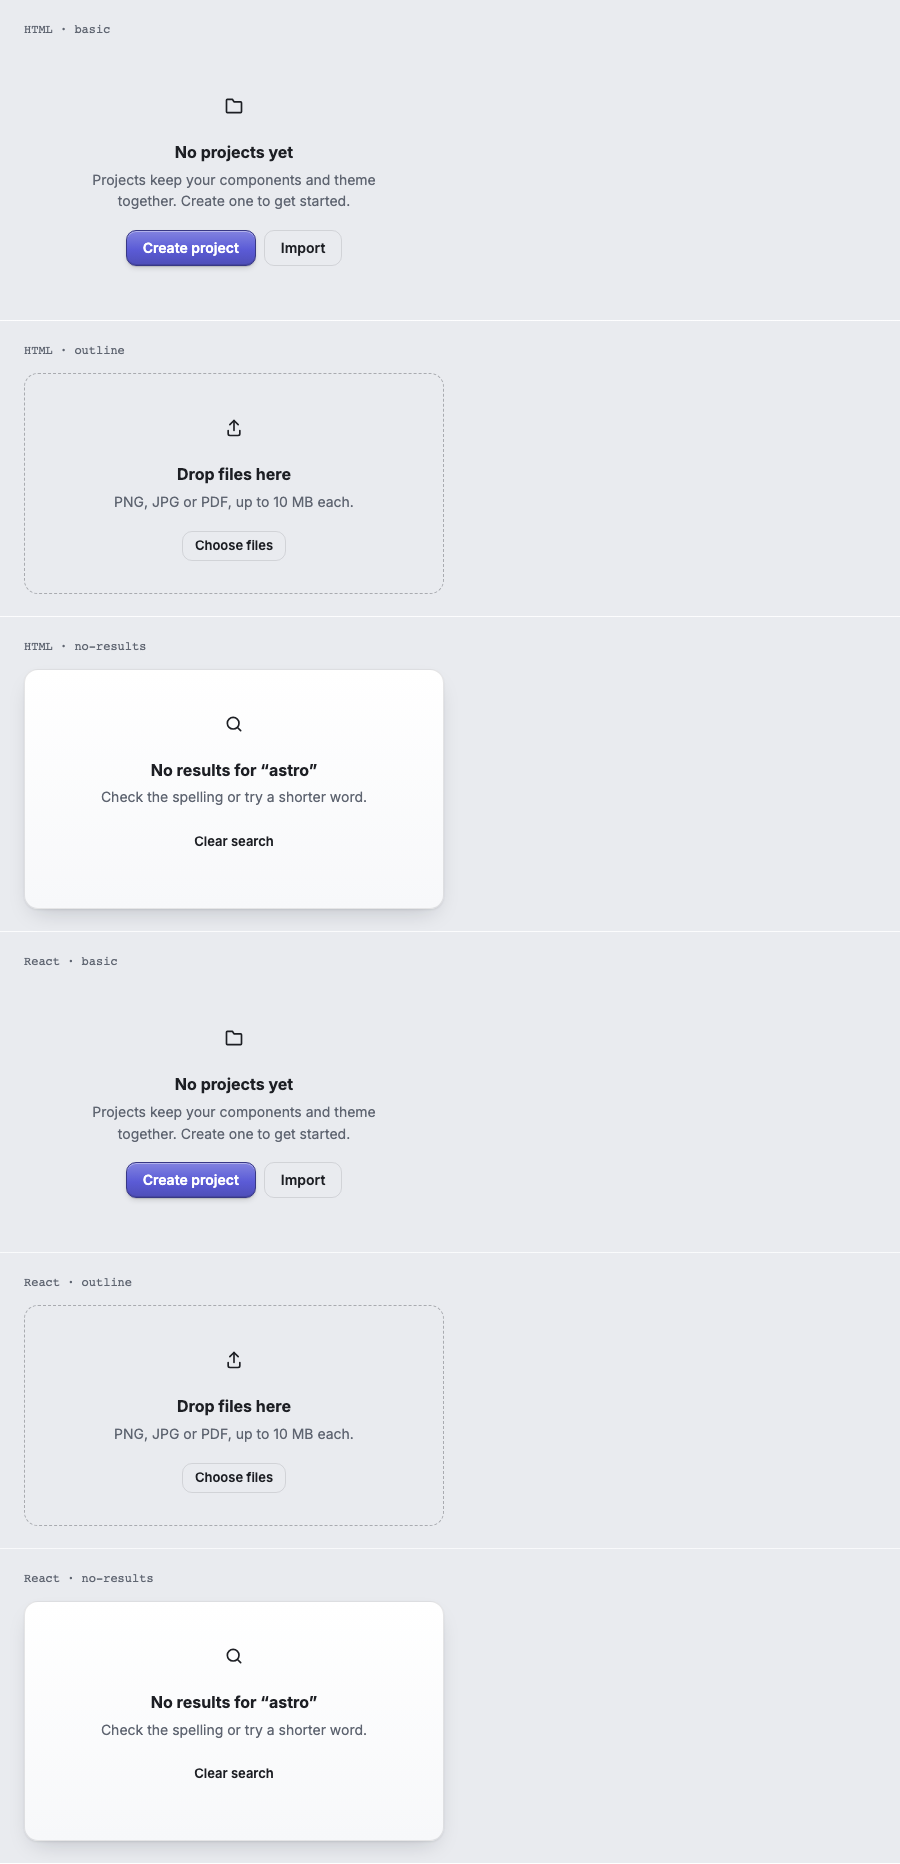 HTML · basic
No projects yet
Projects keep your components and theme
together. Create one to get started.
Create project
Import
HTML · outline
Drop files here
PNG, JPG or PDF, up to 10 MB each.
Choose files
HTML · no-results
No results for “astro”
Check the spelling or try a shorter word.
Clear search
React · basic
No projects yet
Projects keep your components and theme
together. Create one to get started.
Create project
Import
React · outline
Drop files here
PNG, JPG or PDF, up to 10 MB each.
Choose files
React · no-results
No results for “astro”
Check the spelling or try a shorter word.
Clear search